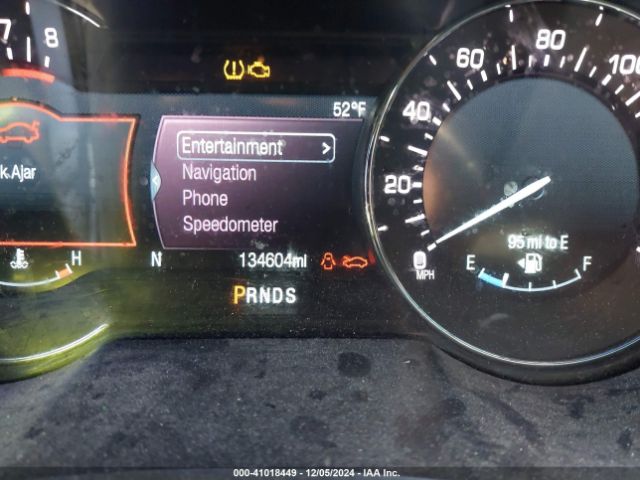 7 8
52°F
k Ajar
Entertainment >
Navigation
Phone
Speedometer
H
N 134604mi
PRNDS
0 20 40 60 80 100
MPH
95 mi to E
E F
000-41018449 - 12/05/2024 - IAA Inc.